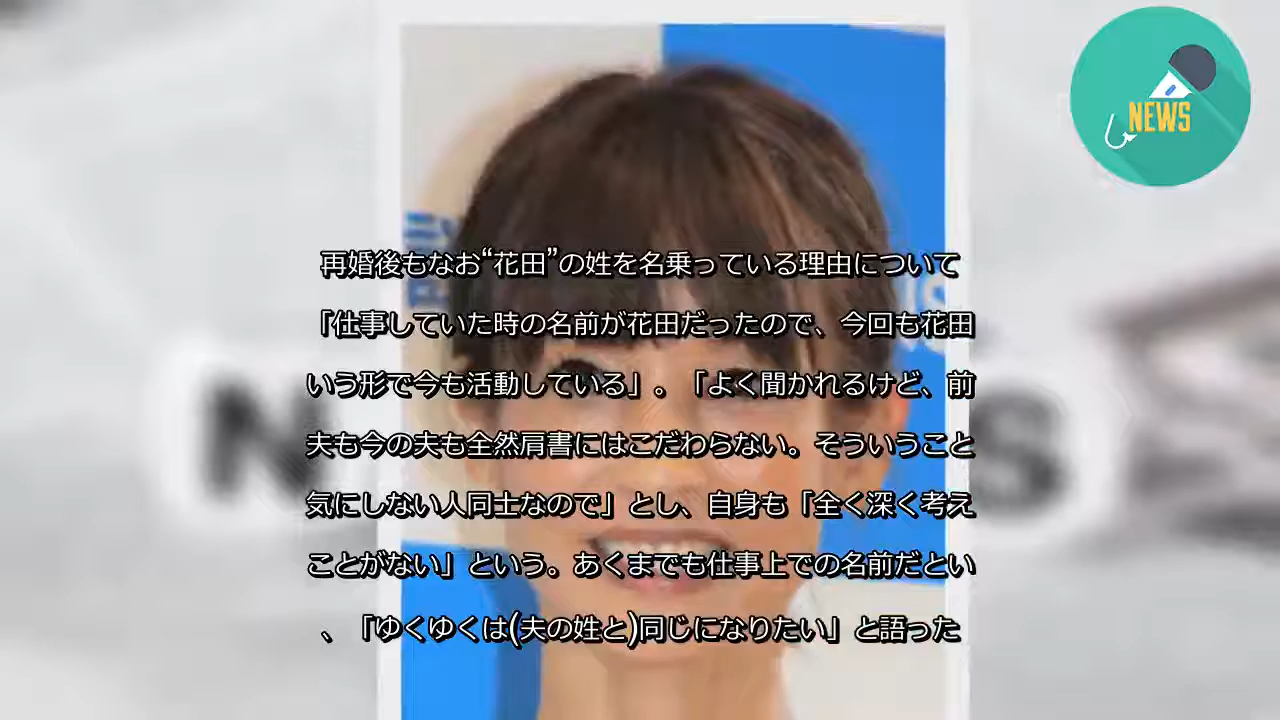 NEWS
再婚後もなお“花田”の姓を名乗っている理由について
「仕事していた時の名前が花田だったので、今回も花田
いう形で今も活動している」。「よく聞かれるけど、前
夫も今の夫も全然肩書にはこだわらない。そういうこと
気にしない人同士なので」とし、自身も「全く深く考え
ことがない」という。あくまでも仕事上での名前だとい
、「ゆくゆくは(夫の姓と)同じになりたい」と語った